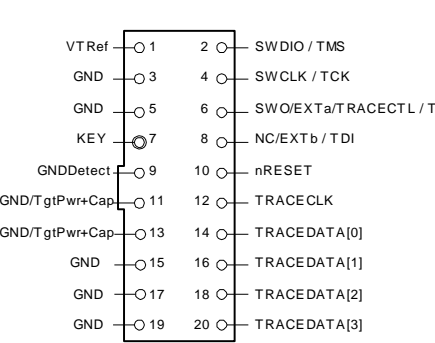 VTRef 1 2 SWDIO / TMS
GND 3 4 SWCLK / TCK
GND 5 6 SWO/EXTa/TRACECTL / T
KEY 7 8 NC/EXTb / TDI
GNDDetect 9 10 nRESET
GND/TgtPwr+Cap 11 12 TRACECLK
GND/TgtPwr+Cap 13 14 TRACEDATA[0]
GND 15 16 TRACEDATA[1]
GND 17 18 TRACEDATA[2]
GND 19 20 TRACEDATA[3]